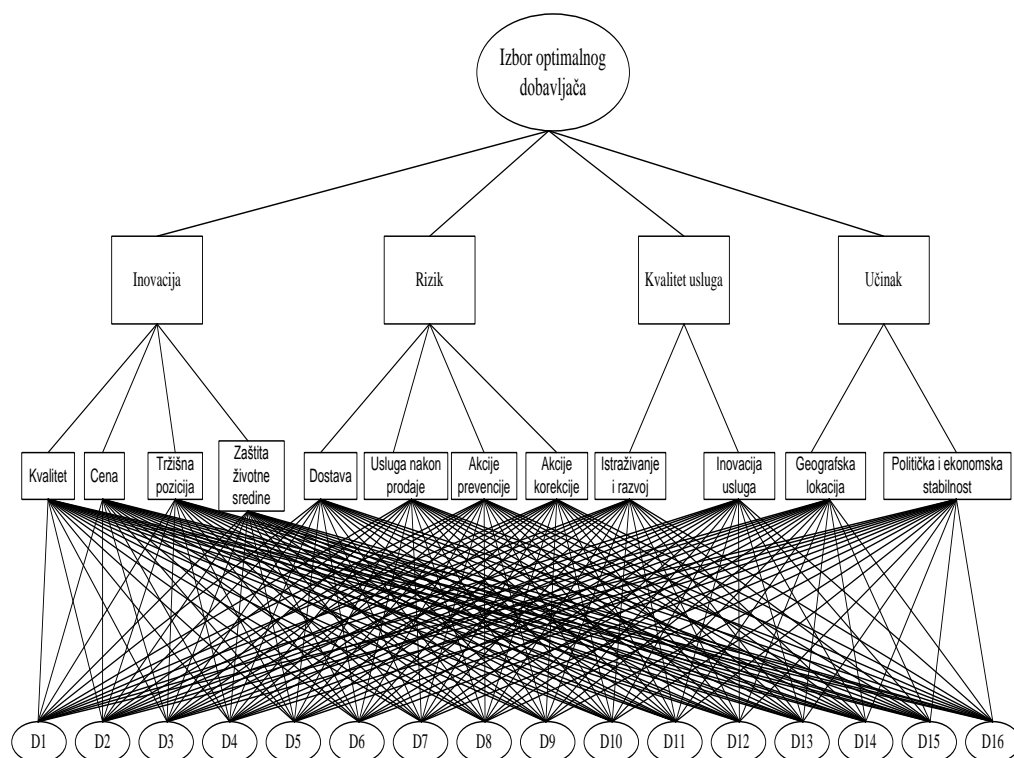 Izbor optimalnog
dobavljača
Inovacija
Rizik
Kvalitet usluga
Učinak
Kvalitet
Cena
Tržišna
pozicija
Zaštita
životne
sredine
Dostava
Usluga nakon
prodaje
Akcije
prevencije
Akcije
korekcije
Istraživanje
i razvoj
Inovacija
usluga
Geografska
lokacija
Politička i ekonomska
stabilnost
D1
D2
D3
D4
D5
D6
D7
D8
D9
D10
D11
D12
D13
D14
D15
D16